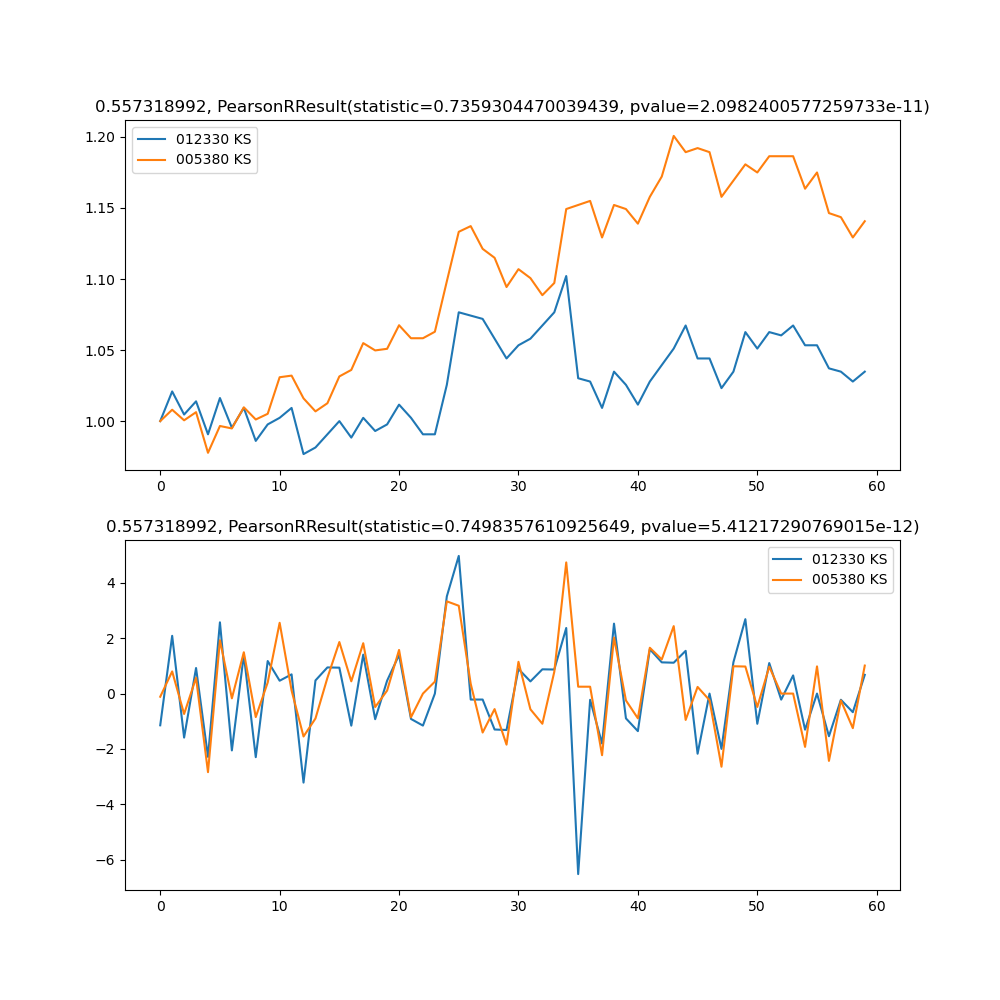 0.557318992, PearsonRResult(statistic=0.7359304470039439, pvalue=2.0982400577259733e-11)
012330 KS
005380 KS
1.20
1.15
1.10
1.05
1.00
0 10 20 30 40 50 60
0.557318992, PearsonRResult(statistic=0.7498357610925649, pvalue=5.41217290769015e-12)
012330 KS
005380 KS
4
2
0
−2
−4
−6
0 10 20 30 40 50 60